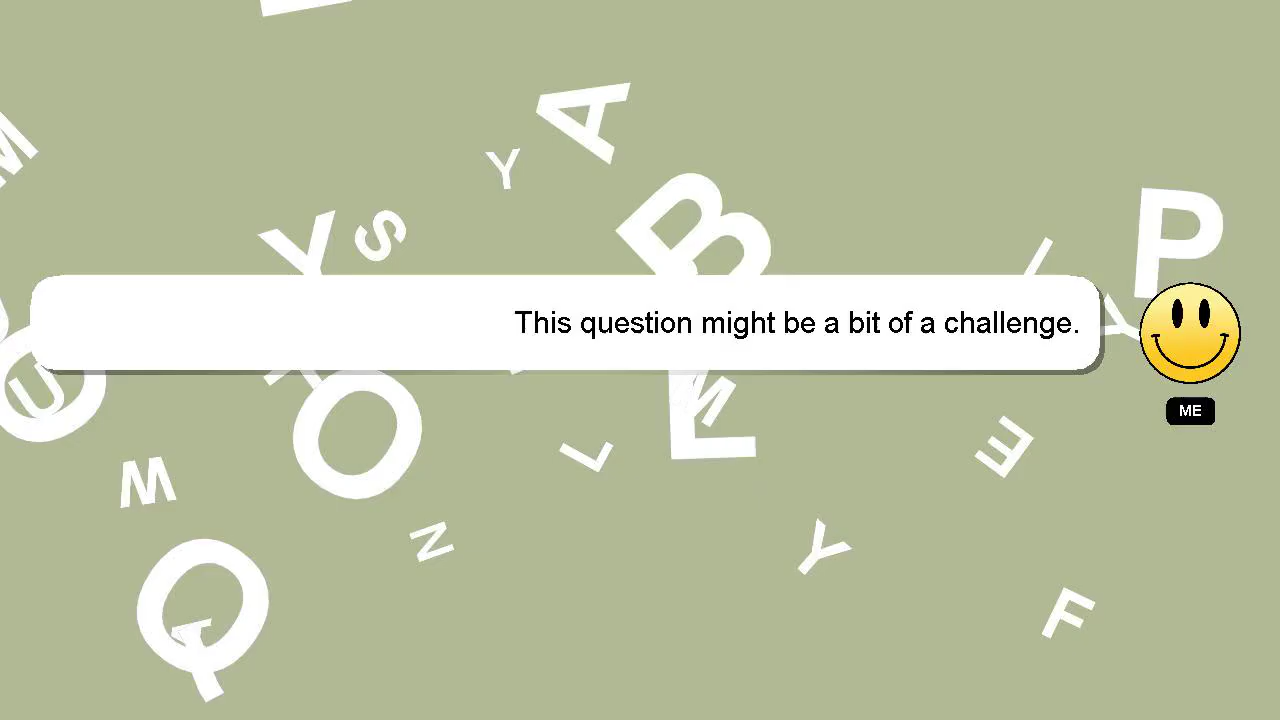 M
A
Y
B
Y
S
P
I
This question might be a bit of a challenge.
Y
ME
U
O
M
L
E
L
W
N
Y
Q
T
F